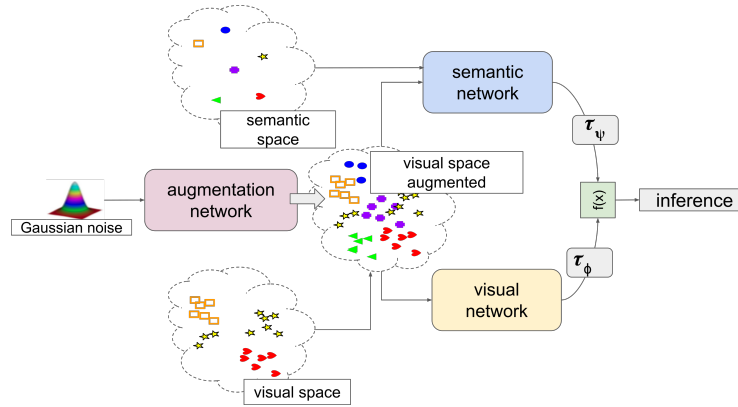 semantic
space
semantic
network
τψ
augmentation
network
visual space
augmented
Gaussian noise
f(x)
inference
τϕ
visual
network
visual space